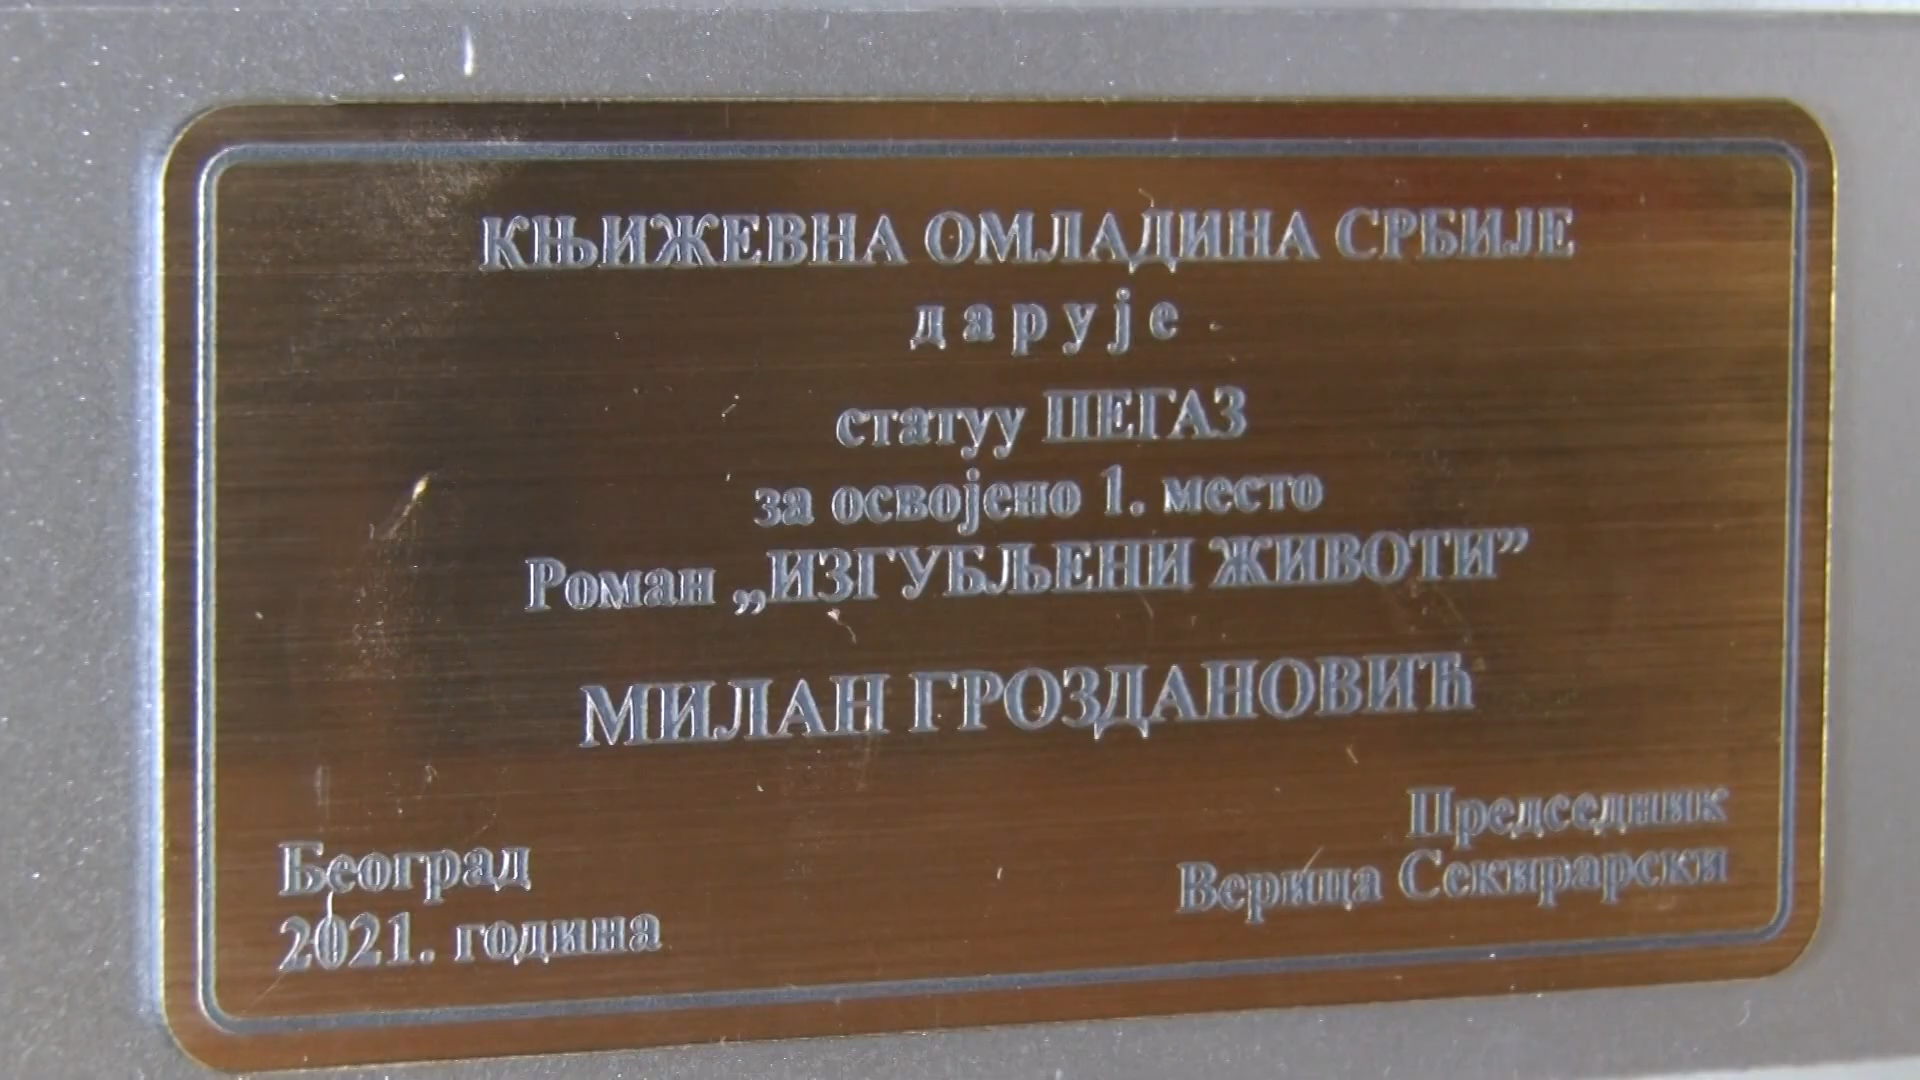 КЊИЖЕВНА ОМЛАДИНА СРБИЈЕ
дарује
статуу ПЕГАЗ
за освојено 1. место
Роман „ИЗГУБЉЕНИ ЖИВОТИ”
МИЛАН ГРОЗДАНОВИЋ
Председник
Верица Секирарски
Београд
2021. година